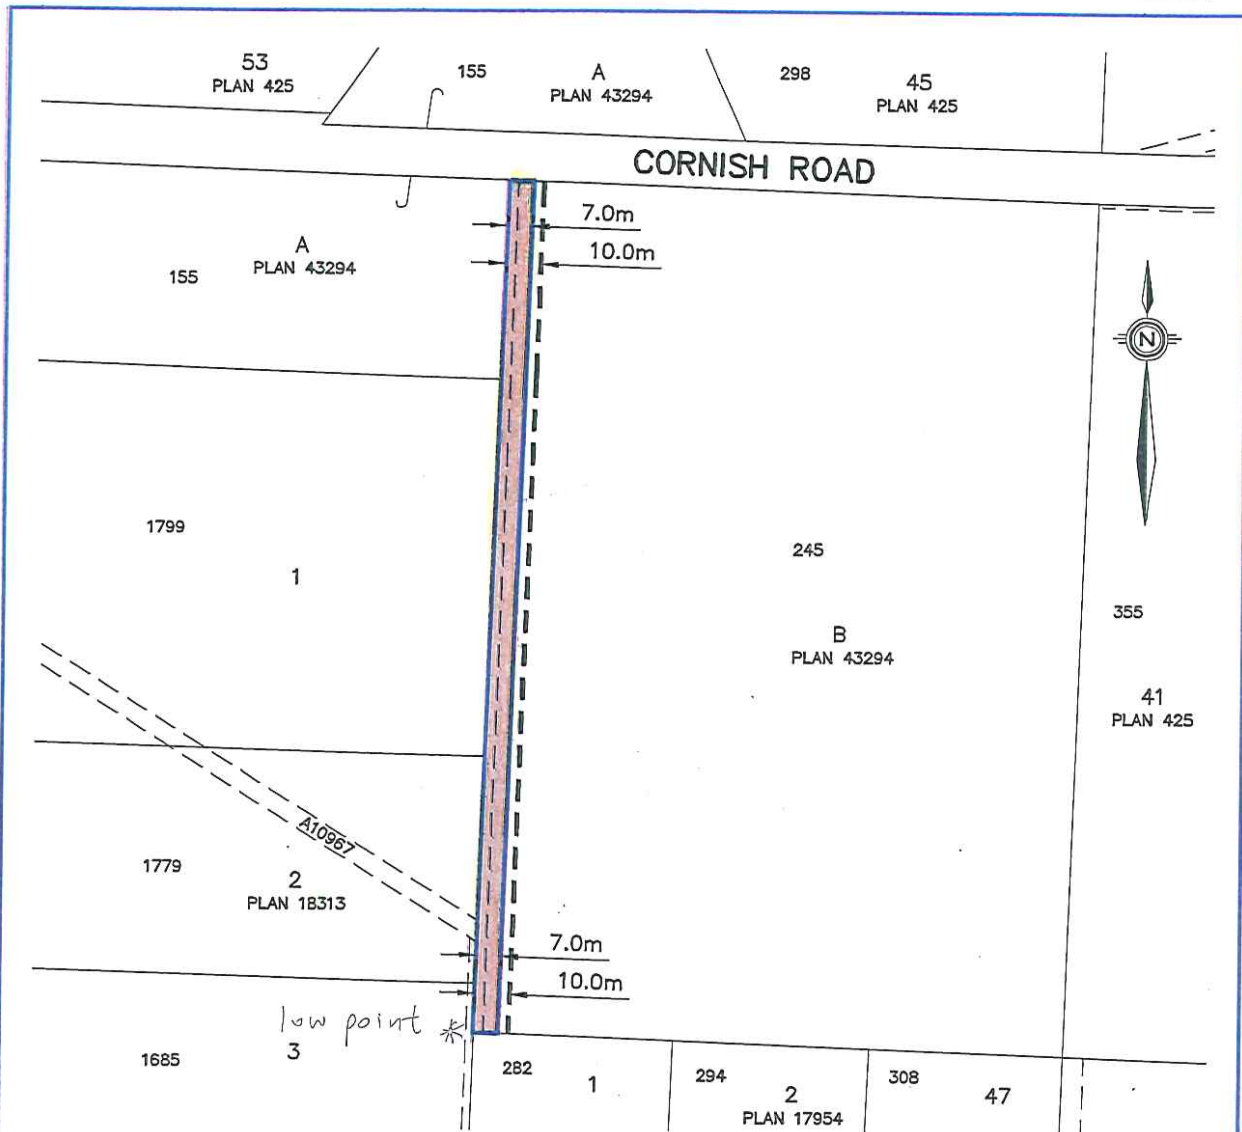 53
PLAN 425
155
A
PLAN 43294
298
45
PLAN 425
CORNISH ROAD
7.0m
10.0m
A
PLAN 43294
155
N
1799
1
245
B
PLAN 43294
355
41
PLAN 425
A10967
1779
2
PLAN 18313
7.0m
10.0m
low point *
3
1685
282
1
294
2
PLAN 17954
308
47